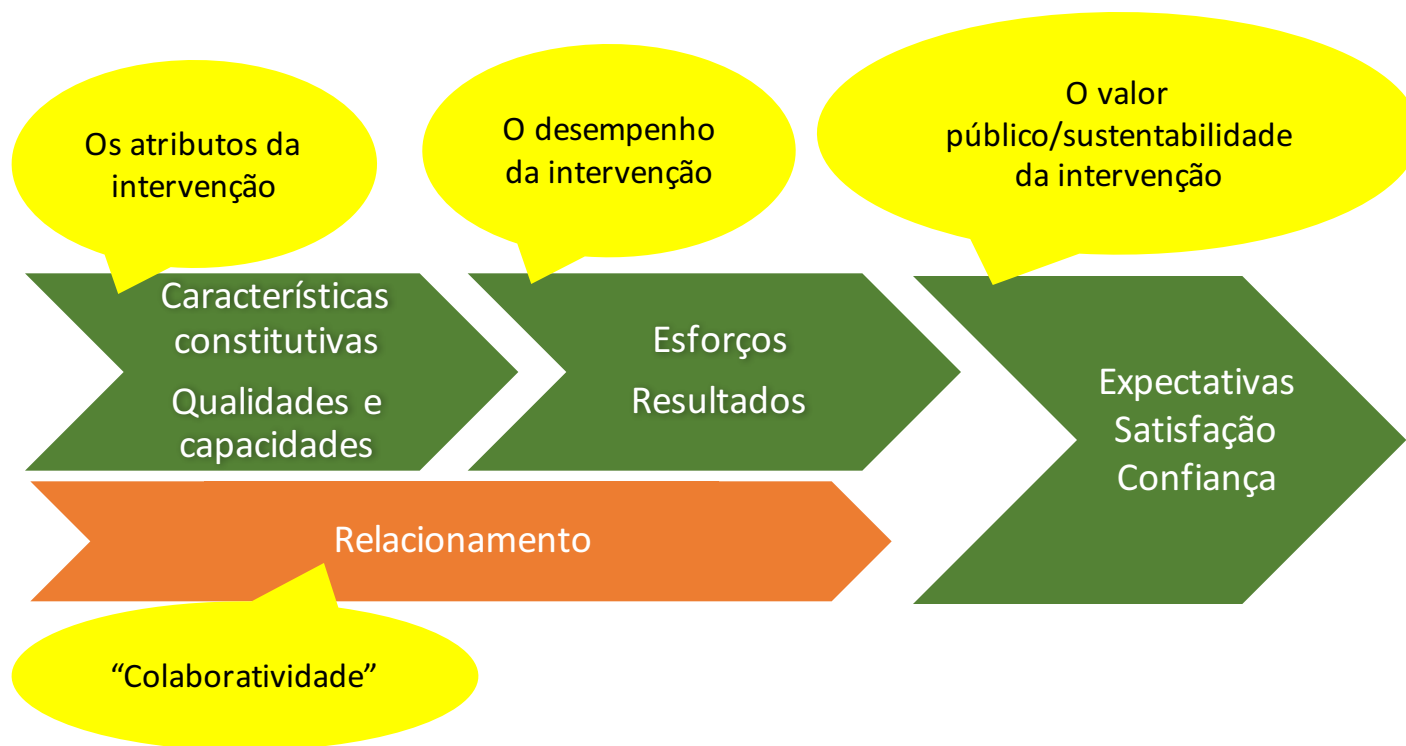 Os atributos da
intervenção
O desempenho
da intervenção
O valor
público/sustentabilidade
da intervenção
Características
constitutivas
Qualidades e
capacidades
Esforços
Resultados
Expectativas
Satisfação
Confiança
Relacionamento
“Colaboratividade”